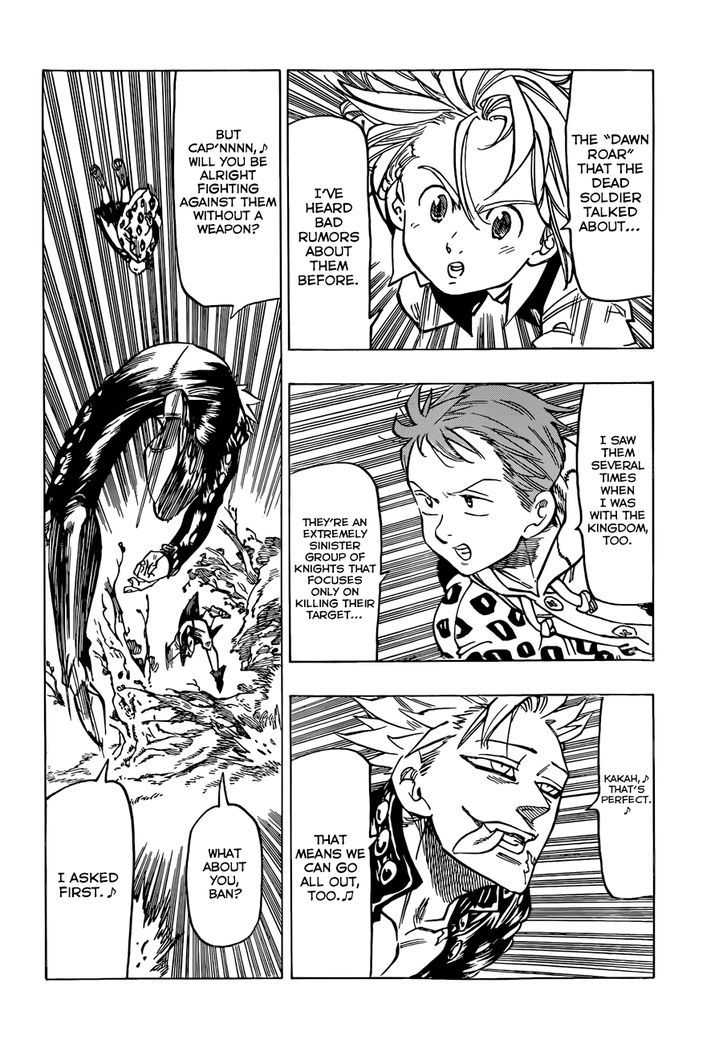 THE "DAWN
ROAR" THAT
THE DEAD
SOLDIER
TALKED
ABOUT...
I'VE
HEARD
BAD
RUMORS
ABOUT
THEM
BEFORE.
I SAW
THEM
SEVERAL
TIMES
WHEN
I WAS
WITH THE
KINGDOM,
TOO.
THEY'RE AN
EXTREMELY
SINISTER
GROUP OF
KNIGHTS THAT
FOCUSES
ONLY ON
KILLING THEIR
TARGET...
KAKAH,♪
THAT'S
PERFECT.
♪
THAT
MEANS WE
CAN GO
ALL OUT,
TOO.♫
BUT
CAP'NNNN,♪
WILL YOU BE
ALRIGHT
FIGHTING
AGAINST THEM
WITHOUT A
WEAPON?
WHAT
ABOUT
YOU,
BAN?
I ASKED
FIRST.♪